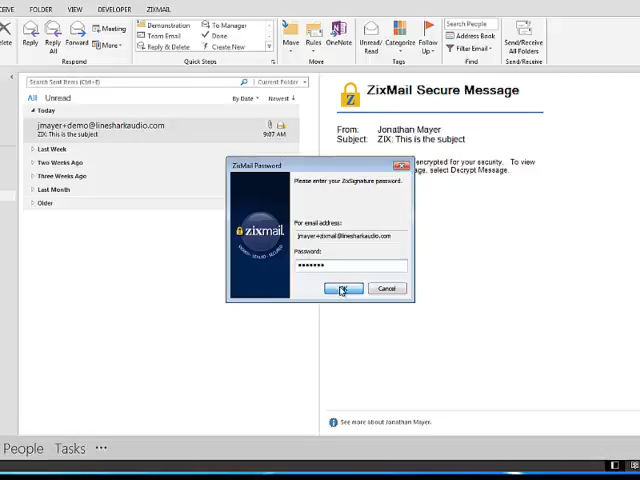 EIVE FOLDER VIEW DEVELOPER ZIXMAIL
Reply Reply All Forward Meeting More
Respond
Demonstration To Manager
Team Email Done
Reply & Delete Create New
Quick Steps
Move Rules OneNote
Move
Unread/ Read Categorize Follow Up
Tags
Search People
Address Book
Filter Email
Find
Send/Receive All Folders
Send/Receive
Search Sent Items (Ctrl+E) Current Folder
All Unread By Date Newest
Today
jmayer+demo@linesharkaudio.com
ZIX: This is the subject 9:07 AM
Last Week
Two Weeks Ago
Three Weeks Ago
Last Month
Older
ZixMail Secure Message
From: Jonathan Mayer
Subject: ZIX: This is the subject
encrypted for your security. To view
ge, select Decrypt Message.
ZixMail Password
Please enter your ZixSignature password.
zixmail
For email address:
jmayer+zixmail@linesharkaudio.com
Password:
•••••••
Cancel
See more about Jonathan Mayer.
People Tasks •••